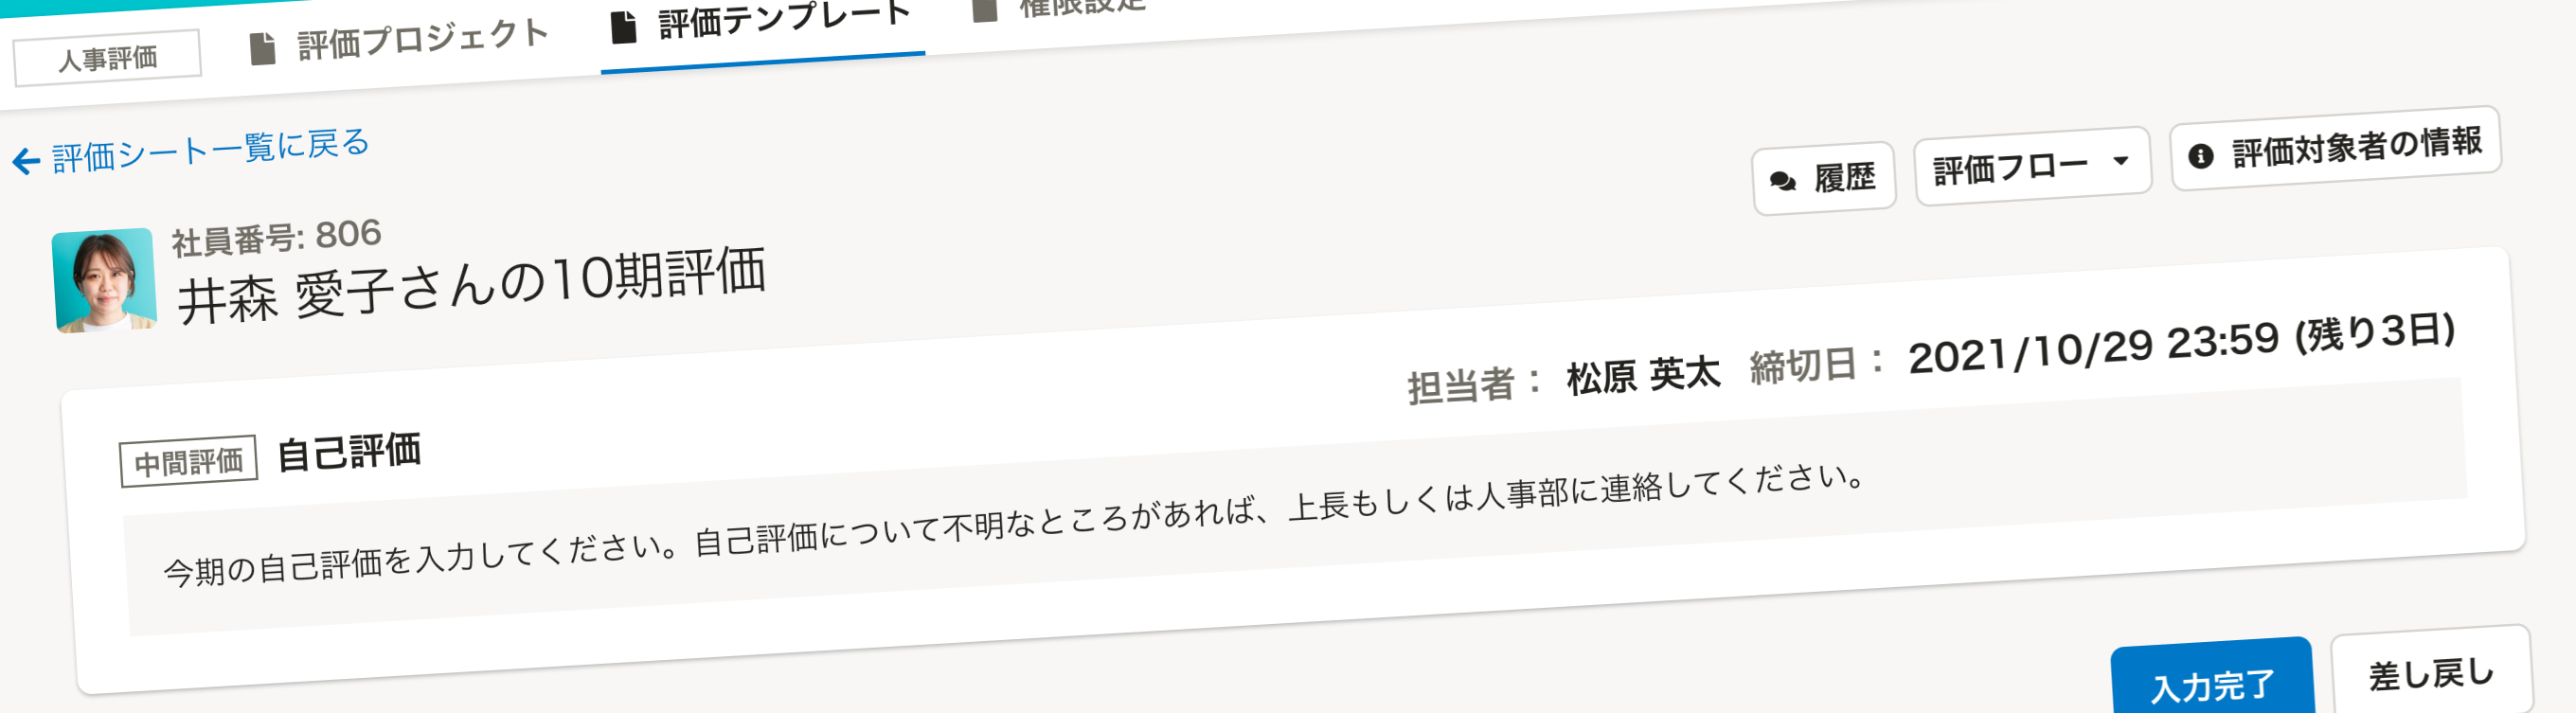 人事評価
評価プロジェクト
評価テンプレート
権限設定
評価シート一覧に戻る
履歴
評価フロー
評価対象者の情報
社員番号: 806
井森 愛子さんの10期評価
担当者： 松原 英太 締切日： 2021/10/29 23:59 (残り3日)
中間評価 自己評価
今期の自己評価を入力してください。自己評価について不明なところがあれば、上長もしくは人事部に連絡してください。
入力完了
差し戻し